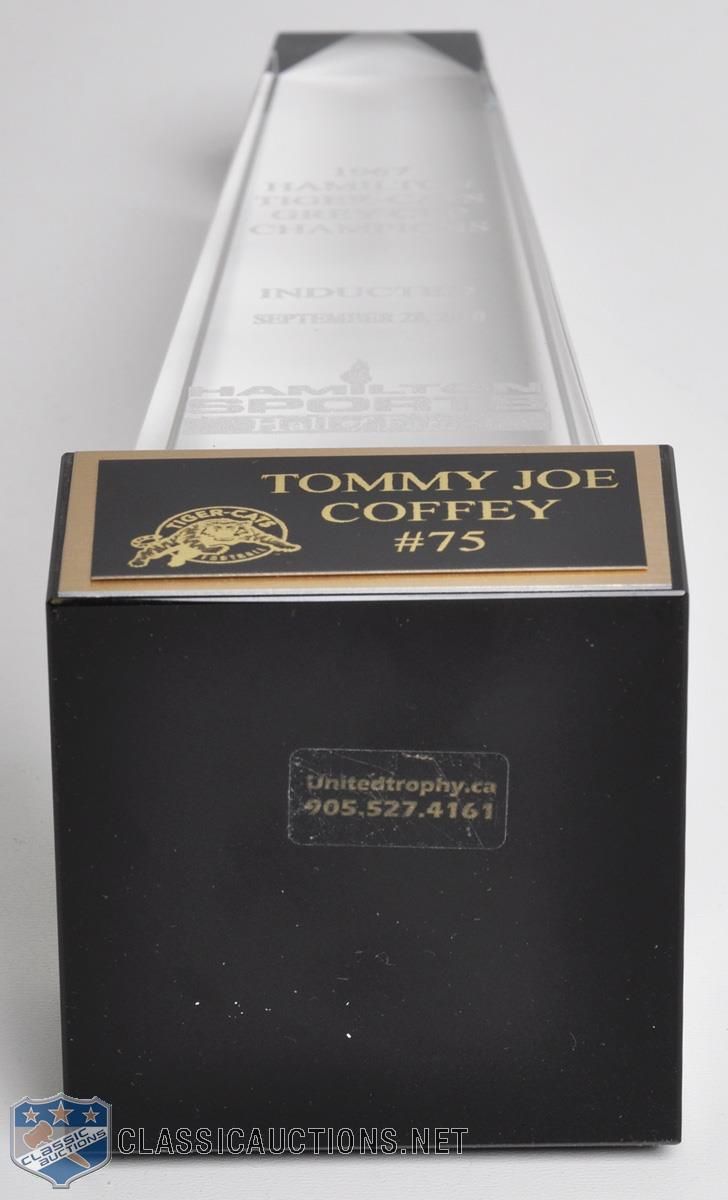 1967
HAMILTON
TIGER-CATS
GREY CUP
CHAMPIONS
INDUCTED
SEPTEMBER
HAMILTON
SPORTS
Hall of Fame
TOMMY JOE
COFFEY
#75
TIGER-CATS
FOOTBALL
Unitedtrophy.ca
905.527.4161
CLASSIC
AUCTIONS
CLASSICAUCTIONS.NET